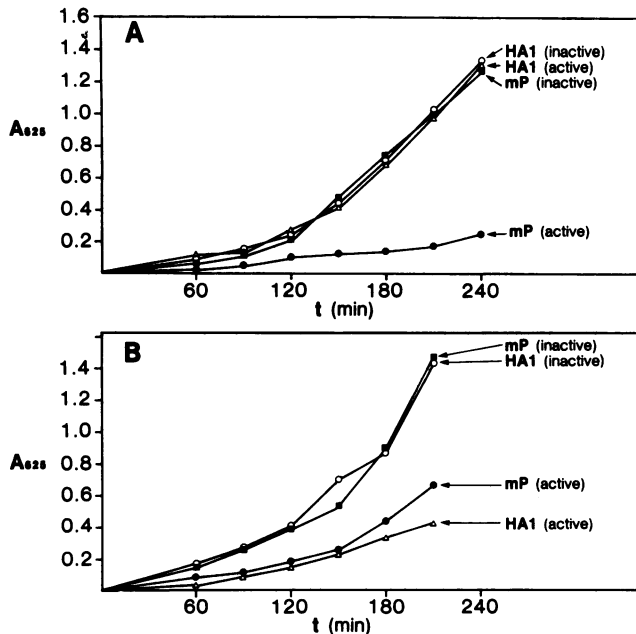 A
1.6
1.4
1.2
1.0
A₆₂₅ 0.8
0.6
0.4
0.2
HA1 (inactive)
HA1 (active)
mP (inactive)
mP (active)
60 120 180 240
t (min)
B
1.4
1.2
1.0
A₆₂₅ 0.8
0.6
0.4
0.2
mP (inactive)
HA1 (inactive)
mP (active)
HA1 (active)
60 120 180 240
t (min)